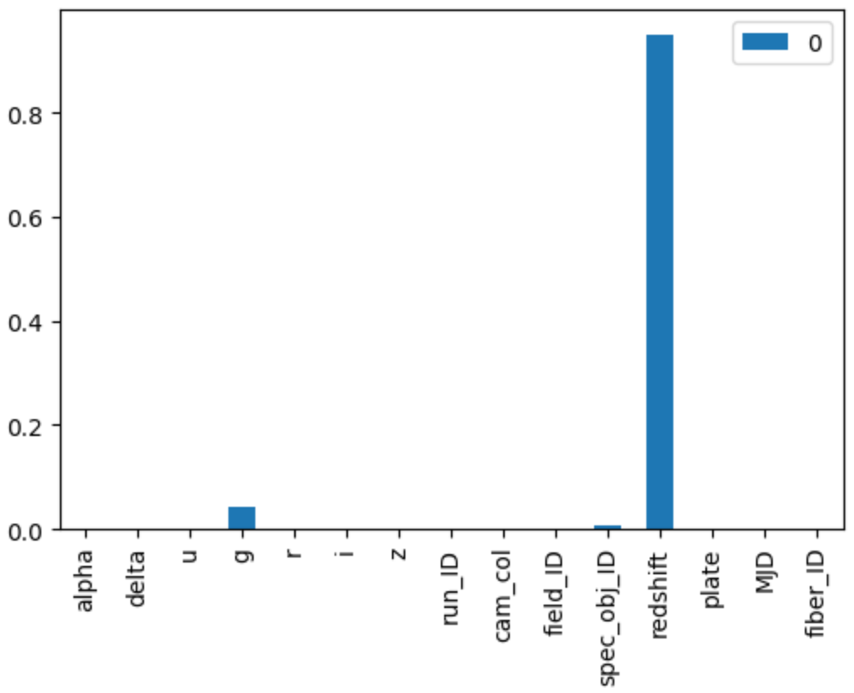 0
0.8
0.6
0.4
0.2
0.0
alpha
delta
u
g
r
i
z
run_ID
cam_col
field_ID
spec_obj_ID
redshift
plate
MJD
fiber_ID